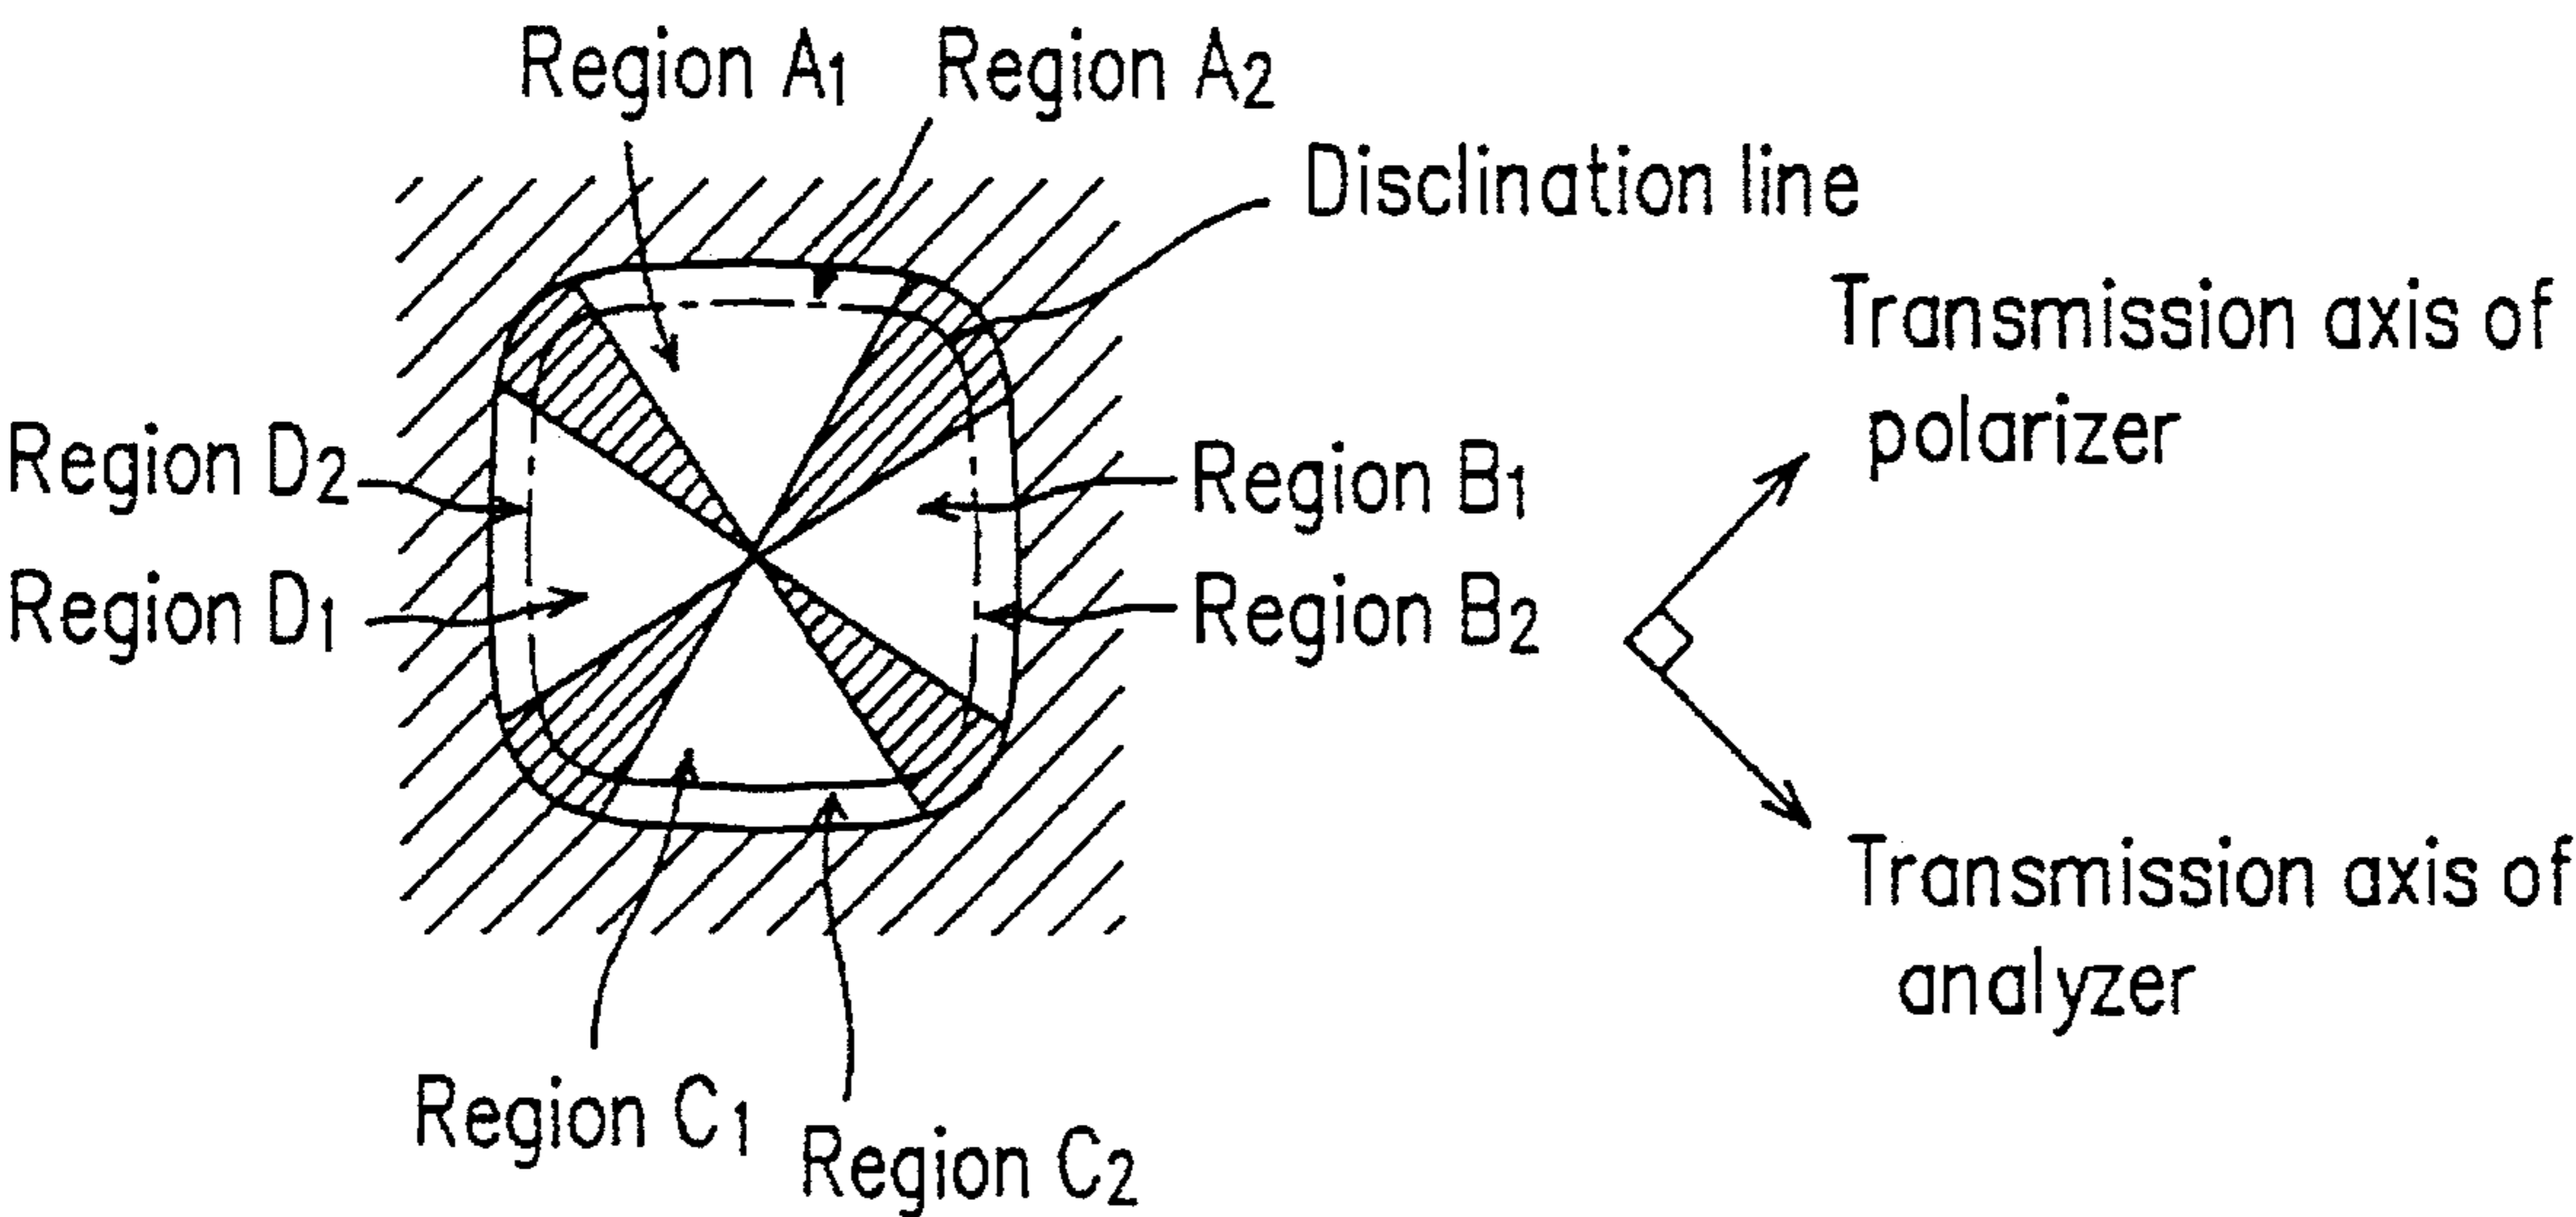 Region A1
Region A2
Disclination line
Transmission axis of
polarizer
Region D2
Region B1
Region D1
Region B2
Transmission axis of
analyzer
Region C1
Region C2